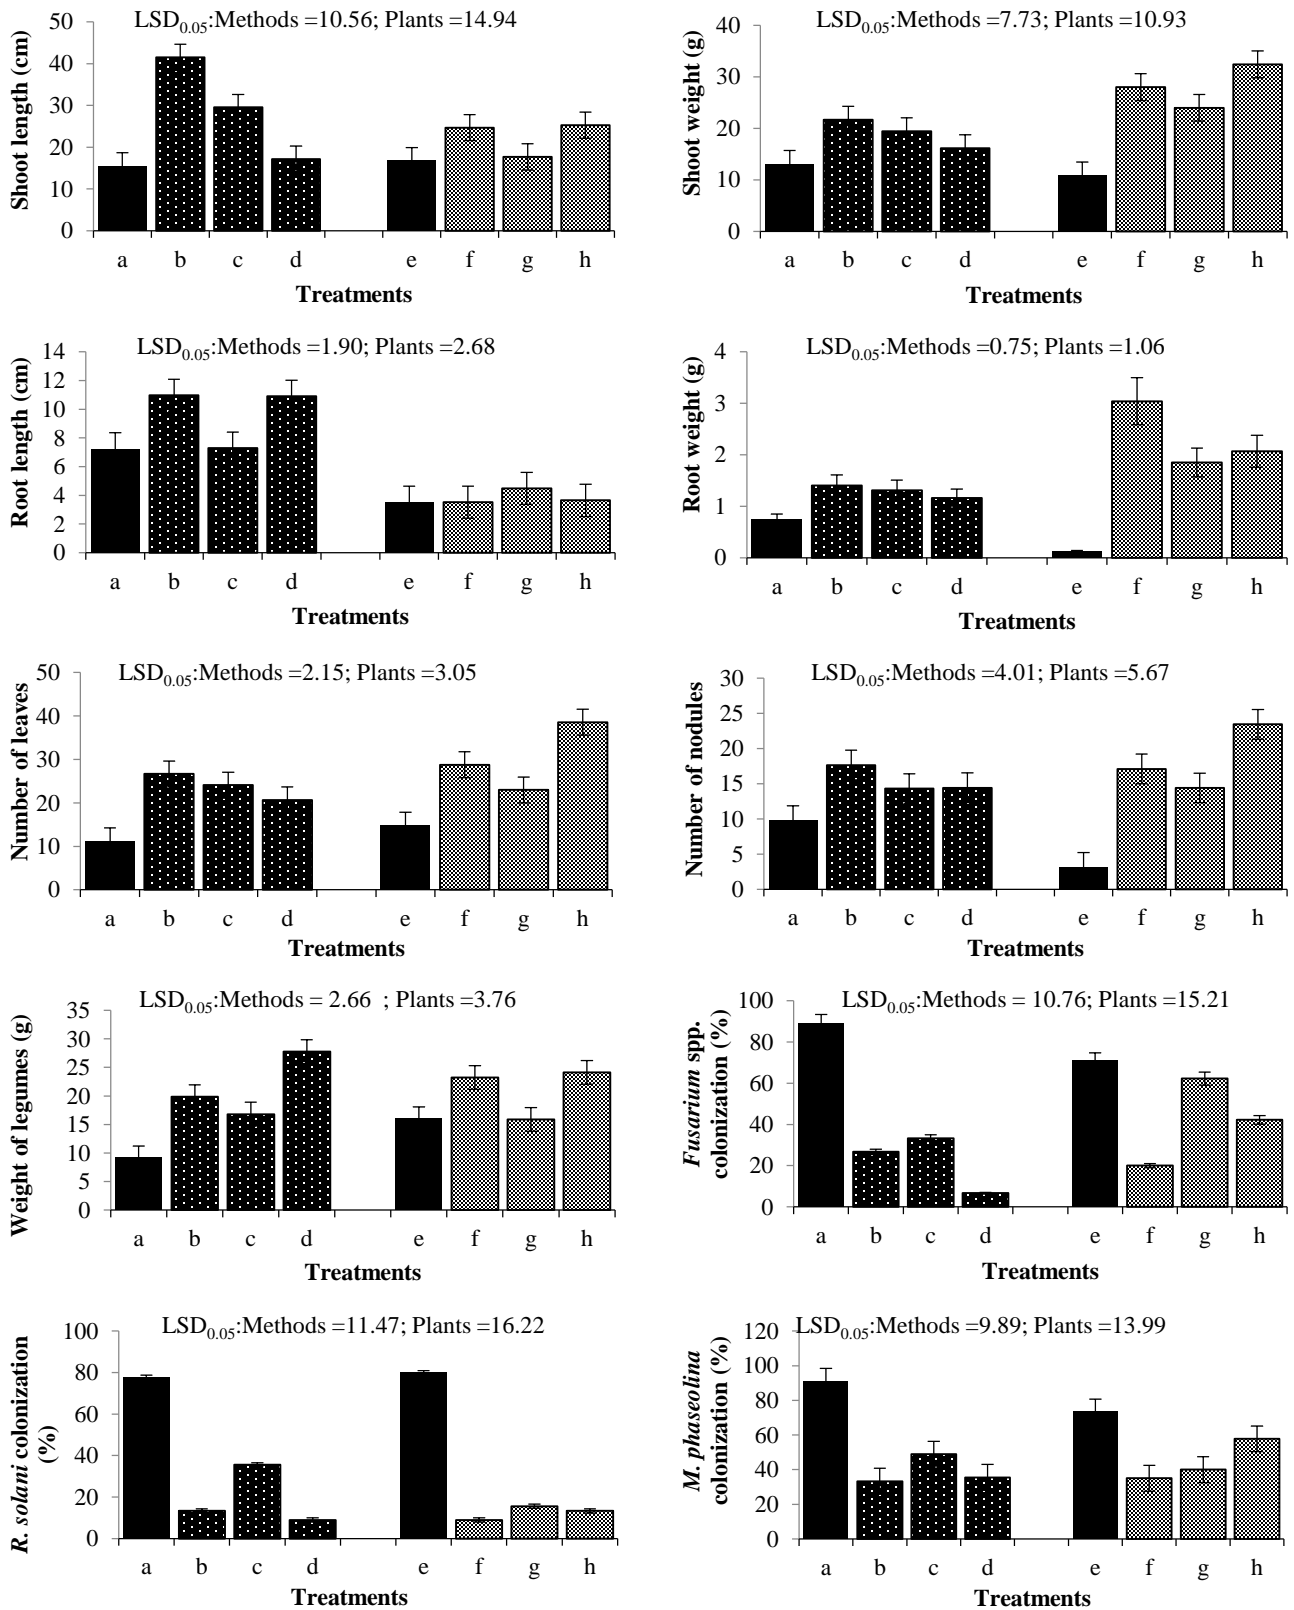 LSD0.05:Methods =10.56; Plants =14.94
Shoot length (cm)
50
40
30
20
10
0
a b c d e f g h
Treatments
LSD0.05:Methods =7.73; Plants =10.93
Shoot weight (g)
40
30
20
10
0
a b c d e f g h
Treatments
LSD0.05:Methods =1.90; Plants =2.68
Root length (cm)
14
12
10
8
6
4
2
0
a b c d e f g h
Treatments
LSD0.05:Methods =0.75; Plants =1.06
Root weight (g)
4
3
2
1
0
a b c d e f g h
Treatments
LSD0.05:Methods =2.15; Plants =3.05
Number of leaves
50
40
30
20
10
0
a b c d e f g h
Treatments
LSD0.05:Methods =4.01; Plants =5.67
Number of nodules
30
25
20
15
10
5
0
a b c d e f g h
Treatments
LSD0.05:Methods = 2.66 ; Plants =3.76
Weight of legumes (g)
35
30
25
20
15
10
5
0
a b c d e f g h
Treatments
LSD0.05:Methods = 10.76; Plants =15.21
Fusarium spp.
colonization (%)
100
80
60
40
20
0
a b c d e f g h
Treatments
LSD0.05:Methods =11.47; Plants =16.22
R. solani colonization
(%)
100
80
60
40
20
0
a b c d e f g h
Treatments
LSD0.05:Methods =9.89; Plants =13.99
M. phaseolina
colonization (%)
120
100
80
60
40
20
0
a b c d e f g h
Treatments